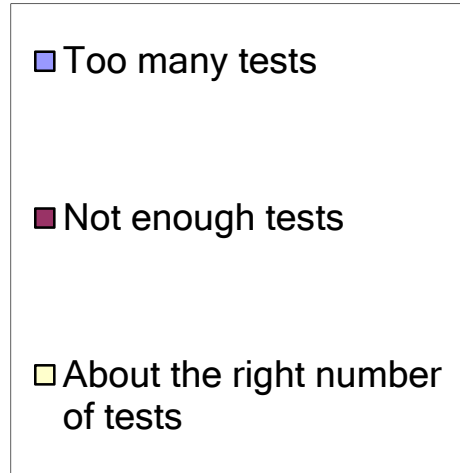 Too many tests
Not enough tests
About the right number
of tests